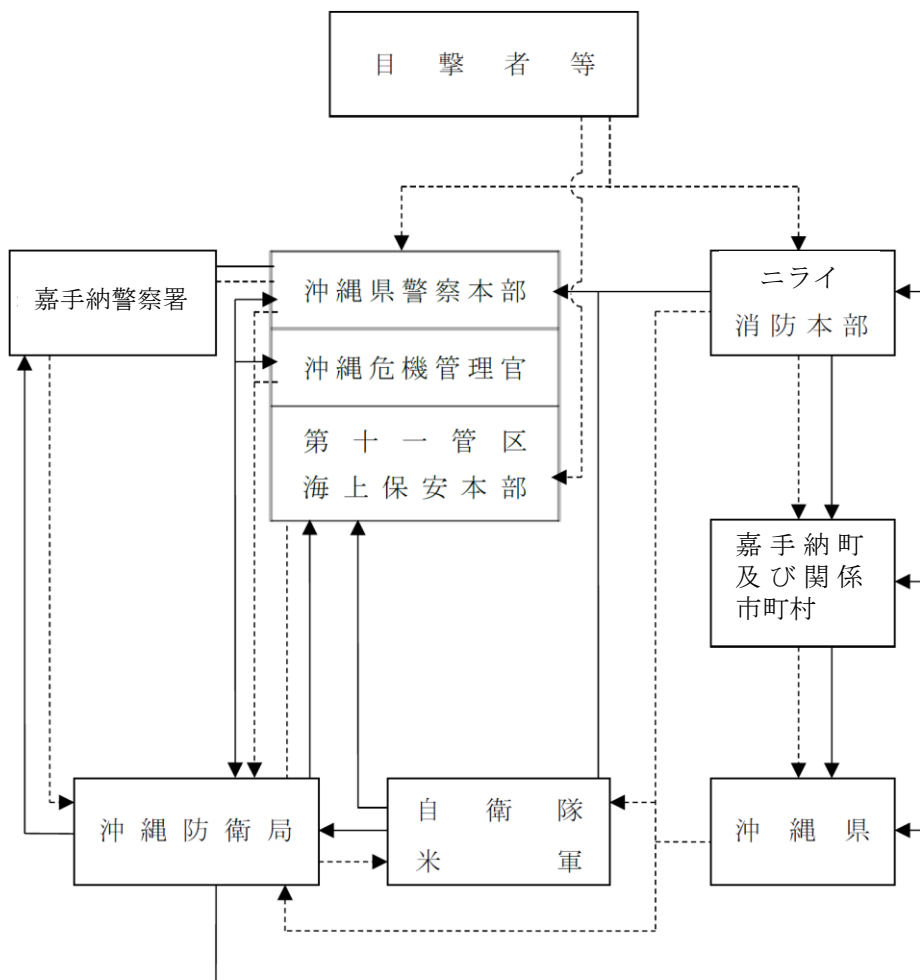 目撃者等
嘉手納警察署
沖縄県警察本部
沖縄危機管理官
第十一管区
海上保安本部
ニライ
消防本部
嘉手納町
及び関係
市町村
沖縄防衛局
自衛隊
米軍
沖縄県